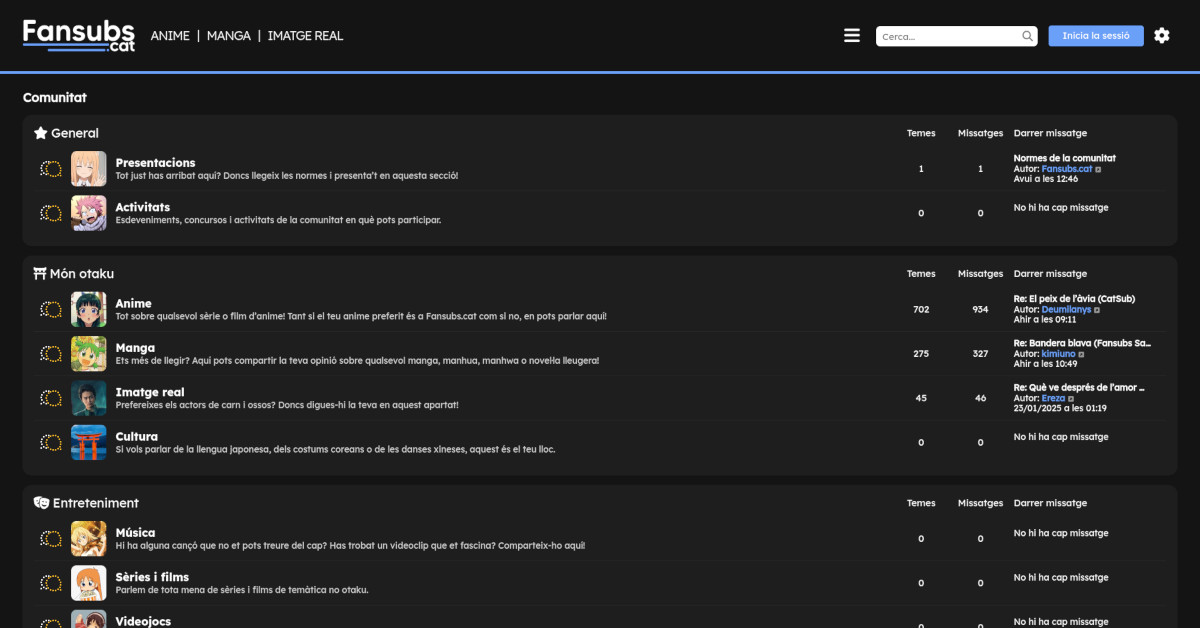 Fansubs
.cat
ANIME | MANGA | IMATGE REAL
Cerca...
Inicia la sessió
Comunitat
General
Temes Missatges Darrer missatge
Presentacions
Tot just has arribat aquí? Doncs llegeix les normes i presenta't en aquesta secció!
1 1
Normes de la comunitat
Autor: Fansubs.cat
Avui a les 12:46
Activitats
Esdeveniments, concursos i activitats de la comunitat en què pots participar.
0 0
No hi ha cap missatge
Món otaku
Temes Missatges Darrer missatge
Anime
Tot sobre qualsevol sèrie o film d'anime! Tant si el teu anime preferit és a Fansubs.cat com si no, en pots parlar aquí!
702 934
Re: El peix de l'àvia (CatSub)
Autor: Deumilanys
Ahir a les 09:11
Manga
Ets més de llegir? Aquí pots compartir la teva opinió sobre qualsevol manga, manhua, manhwa o novel·la lleugera!
275 327
Re: Bandera blava (Fansubs Sa...
Autor: kimiuno
Ahir a les 10:49
Imatge real
Prefereixes els actors de carn i ossos? Doncs digues-hi la teva en aquest apartat!
45 46
Re: Què ve després de l'amor ...
Autor: Ereza
23/01/2025 a les 01:19
Cultura
Si vols parlar de la llengua japonesa, dels costums coreans o de les danses xineses, aquest és el teu lloc.
0 0
No hi ha cap missatge
Entreteniment
Temes Missatges Darrer missatge
Música
Hi ha alguna cançó que no et pots treure del cap? Has trobat un videoclip que et fascina? Comparteix-ho aquí!
0 0
No hi ha cap missatge
Sèries i films
Parlem de tota mena de sèries i films de temàtica no otaku.
0 0
No hi ha cap missatge
Videojocs
0 0
No hi ha cap missatge